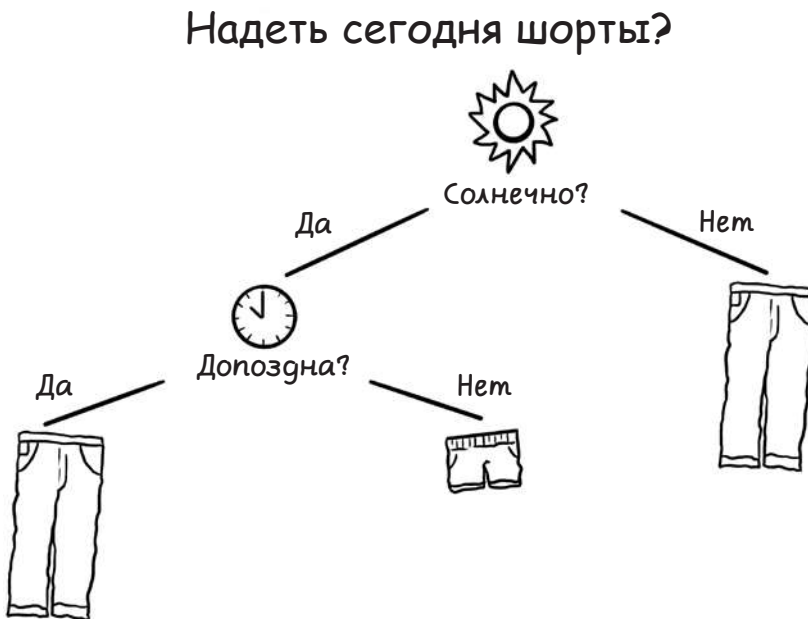 Надеть сегодня шорты?
Солнечно?
Да
Нет
Допоздна?
Да
Нет